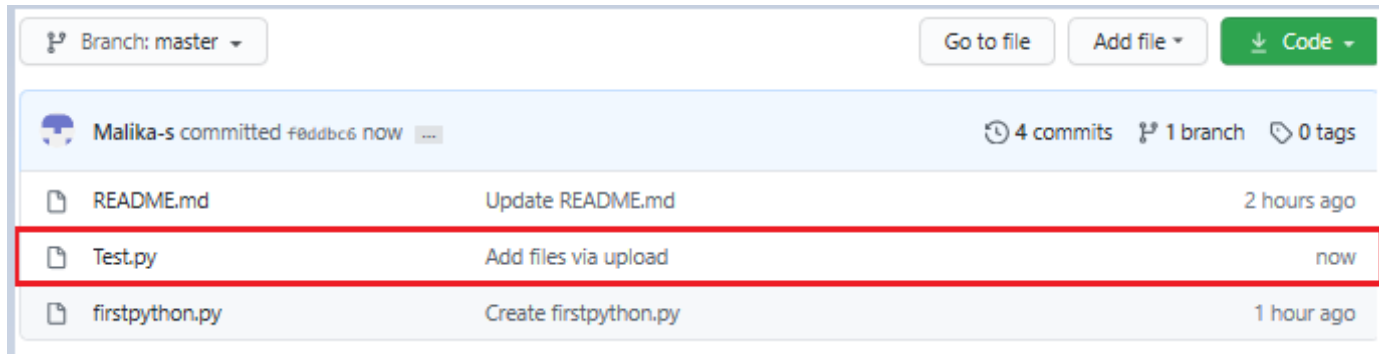 Branch: master Go to file Add file Code
Malika-s committed f0ddbc6 now ... 4 commits 1 branch 0 tags
README.md Update README.md 2 hours ago
Test.py Add files via upload now
firstpython.py Create firstpython.py 1 hour ago